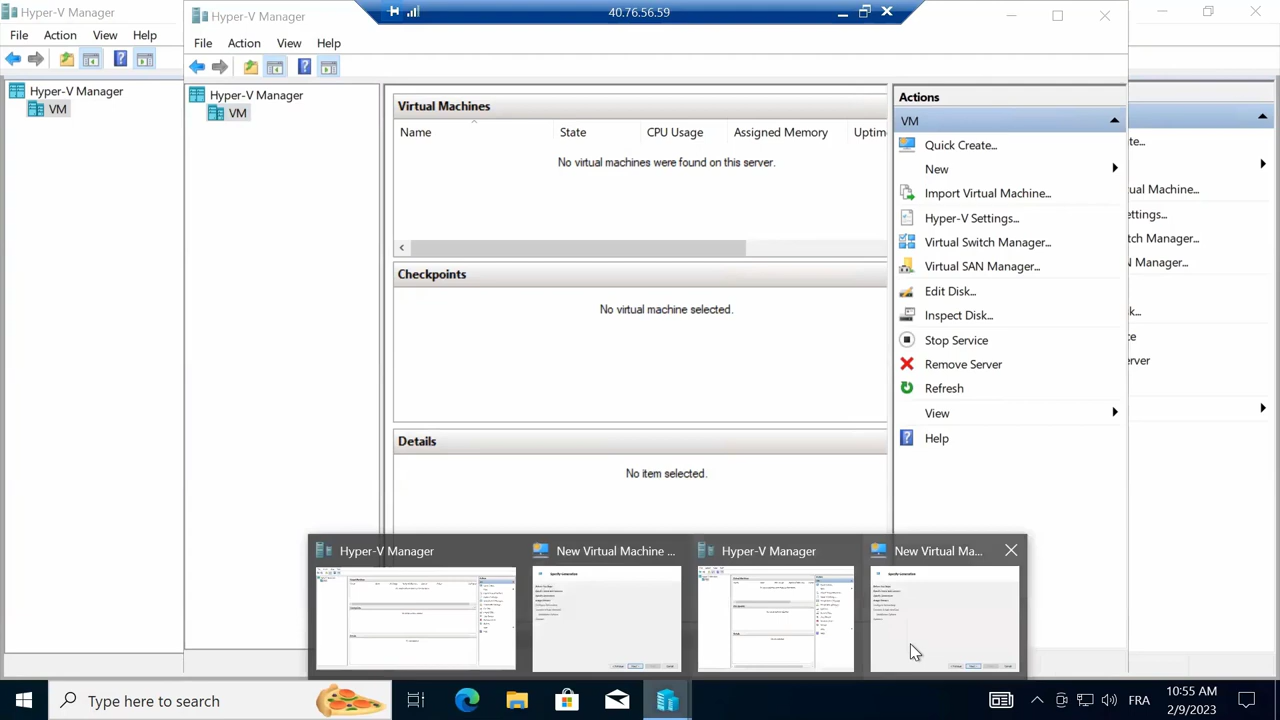 Hyper-V Manager
File Action View Help
Hyper-V Manager
VM
Hyper-V Manager
40.76.56.59
File Action View Help
Hyper-V Manager
VM
Virtual Machines
Name State CPU Usage Assigned Memory Uptim
No virtual machines were found on this server.
Checkpoints
No virtual machine selected.
Details
No item selected.
Actions
VM
Quick Create...
New
Import Virtual Machine...
Hyper-V Settings...
Virtual Switch Manager...
Virtual SAN Manager...
Edit Disk...
Inspect Disk...
Stop Service
Remove Server
Refresh
View
Help
te...
ual Machine...
ettings...
tch Manager...
N Manager...
k...
ce
erver
Hyper-V Manager
New Virtual Machine ...
Hyper-V Manager
New Virtual Ma...
Type here to search
FRA
10:55 AM
2/9/2023